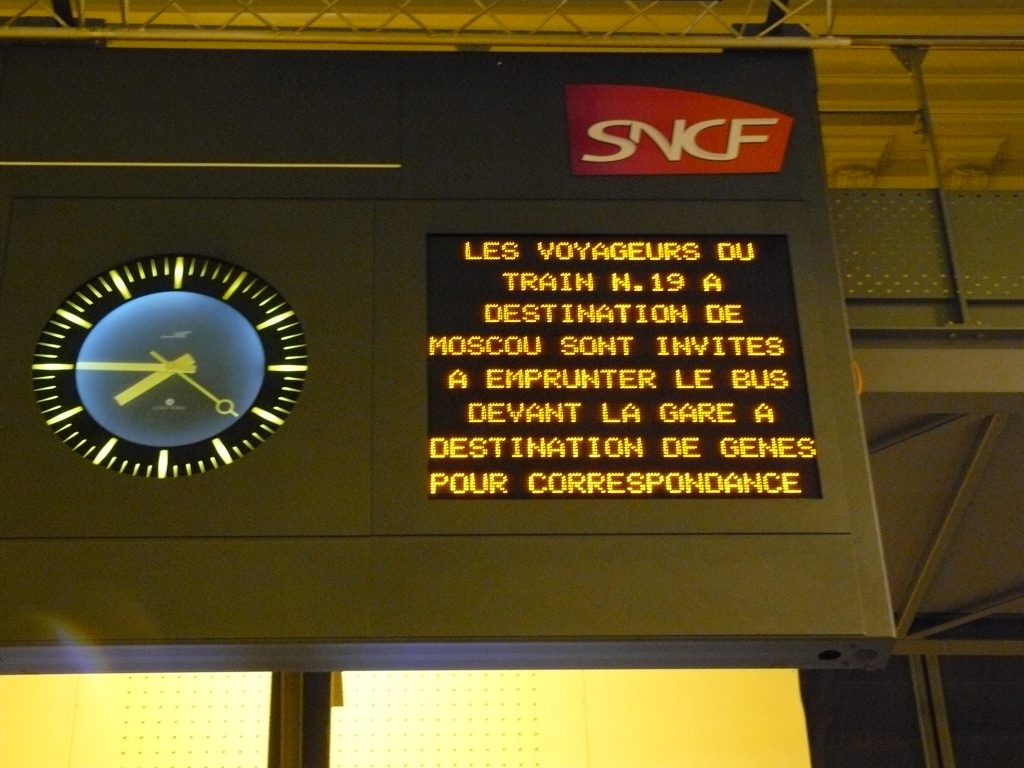 SNCF
LES VOYAGEURS DU
TRAIN N.19 A
DESTINATION DE
MOSCOU SONT INVITES
A EMPRUNTER LE BUS
DEVANT LA GARE A
DESTINATION DE GENES
POUR CORRESPONDANCE